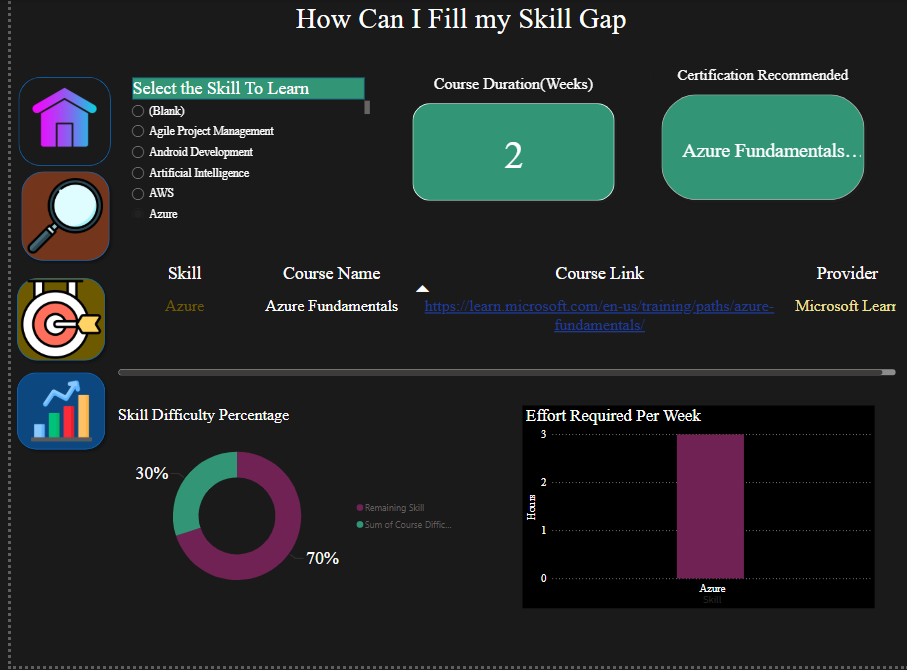 How Can I Fill my Skill Gap
Select the Skill To Learn
(Blank)
Agile Project Management
Android Development
Artificial Intelligence
AWS
Azure
Course Duration(Weeks)
2
Certification Recommended
Azure Fundamentals...
Skill Course Name Course Link Provider
Azure Azure Fundamentals https://learn.microsoft.com/en-us/training/paths/azure-
fundamentals/ Microsoft Learn
Skill Difficulty Percentage
30%
70%
Remaining Skill
Sum of Course Diffic...
Effort Required Per Week
3
2
1
0
Hours
Azure
Skill